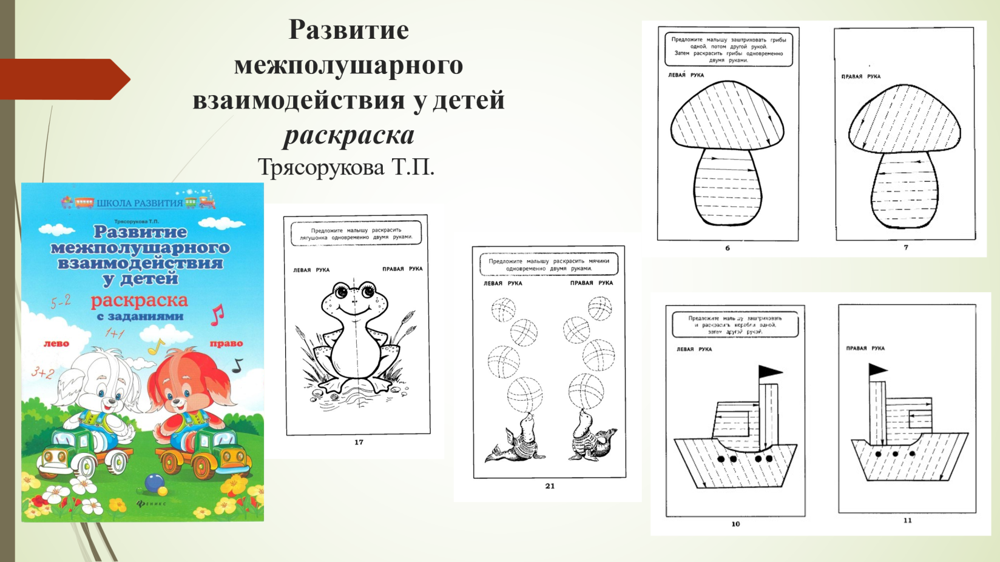 Развитие
межполушарного
взаимодействия у детей
раскраска
Трясорукова Т.П.
ШКОЛА РАЗВИТИЯ
Трясорукова Т.П.
Развитие
межполушарного
взаимодействия
у детей
раскраска
с заданиями
5-2
1+1
лево
право
3+2
ФЕНИКС
Предложите малышу раскрасить
лягушонка одновременно двумя руками.
ЛЕВАЯ РУКА
ПРАВАЯ РУКА
17
Предложите малышу раскрасить мячики
одновременно двумя руками.
ЛЕВАЯ РУКА
ПРАВАЯ РУКА
21
Предложите малышу заштриховать грибы
одной, потом другой рукой.
Затем раскрасить грибы одновременно
двумя руками.
ЛЕВАЯ РУКА
6
ПРАВАЯ РУКА
7
Предложите малышу заштриховать
и раскрасить корабли одной,
затем другой рукой.
ЛЕВАЯ РУКА
10
ПРАВАЯ РУКА
11